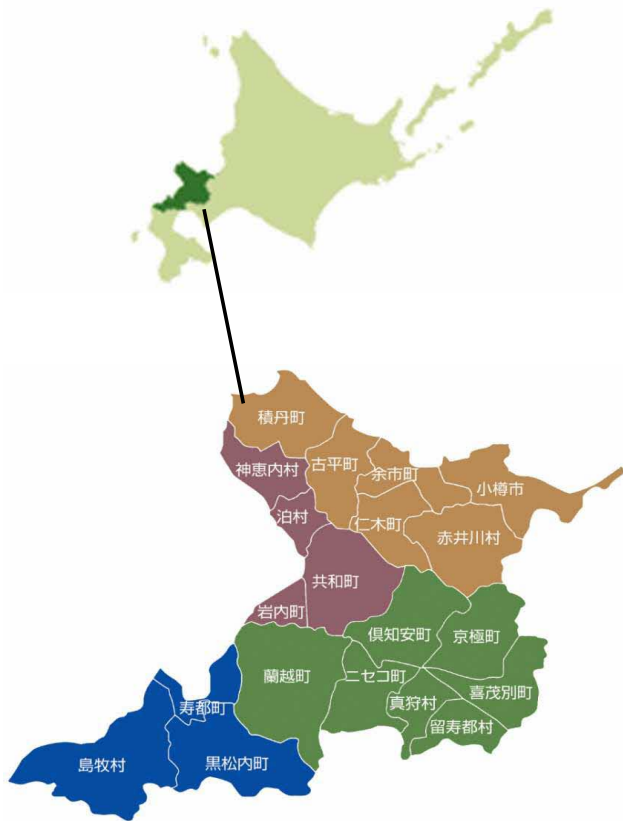 積丹町
古平町
余市町
小樽市
神恵内村
泊村
仁木町
赤井川村
共和町
岩内町
倶知安町
京極町
蘭越町
ニセコ町
真狩村
喜茂別町
留寿都村
寿都町
島牧村
黒松内町